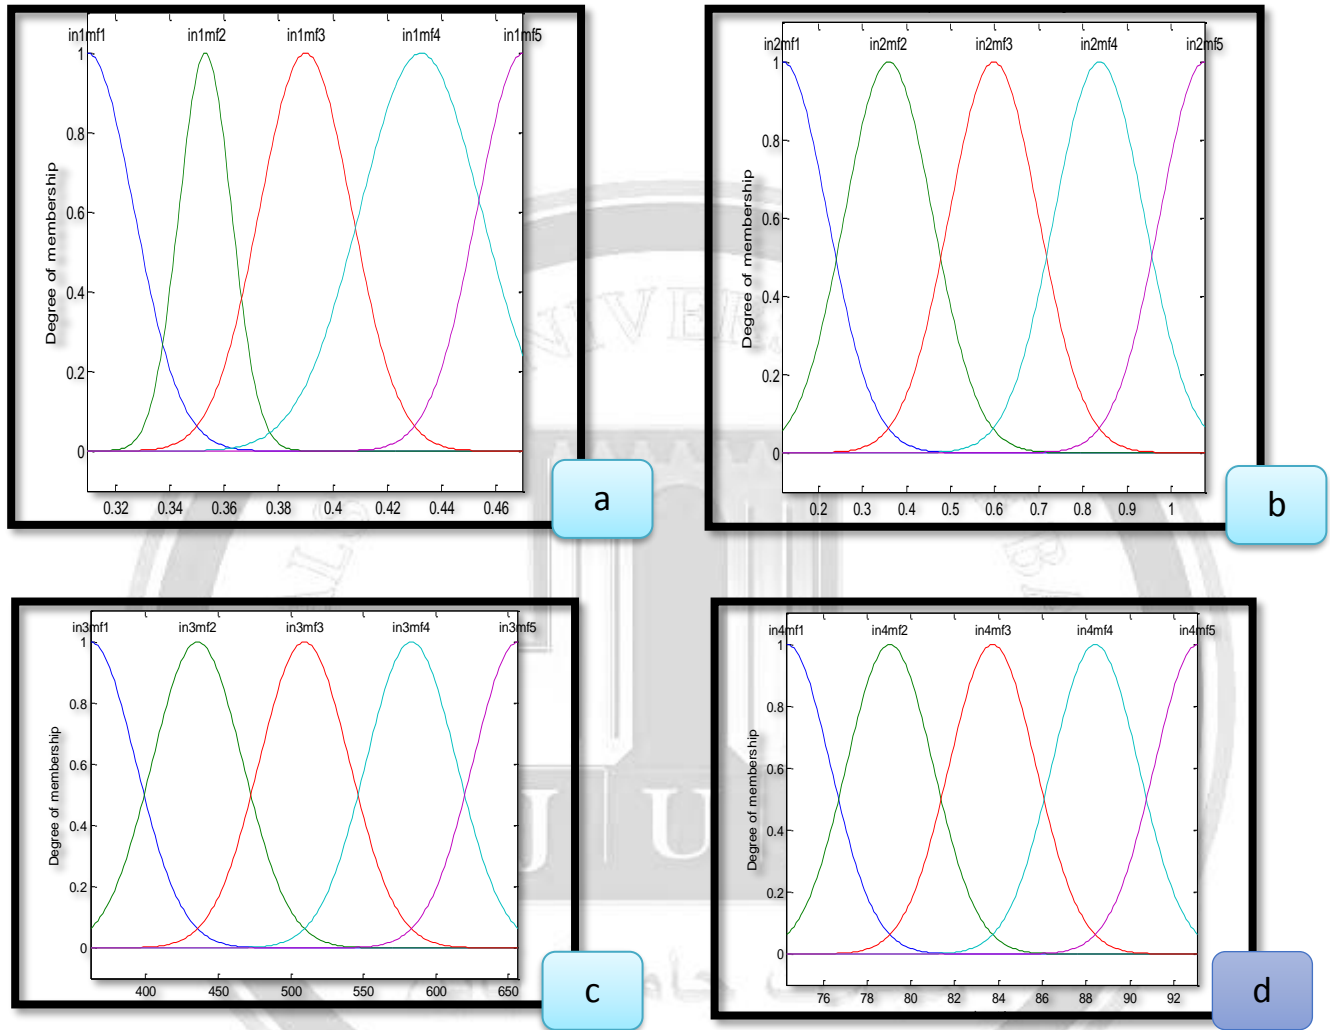 in1mf1 in1mf2 in1mf3 in1mf4 in1mf5
1
0.8
0.6
0.4
0.2
0
Degree of membership
0.32 0.34 0.36 0.38 0.4 0.42 0.44 0.46
a
in2mf1 in2mf2 in2mf3 in2mf4 in2mf5
1
0.8
0.6
0.4
0.2
0
Degree of membership
0.2 0.3 0.4 0.5 0.6 0.7 0.8 0.9 1
b
in3mf1 in3mf2 in3mf3 in3mf4 in3mf5
1
0.8
0.6
0.4
0.2
0
Degree of membership
400 450 500 550 600 650
c
in4mf1 in4mf2 in4mf3 in4mf4 in4mf5
1
0.8
0.6
0.4
0.2
0
Degree of membership
76 78 80 82 84 86 88 90 92
d